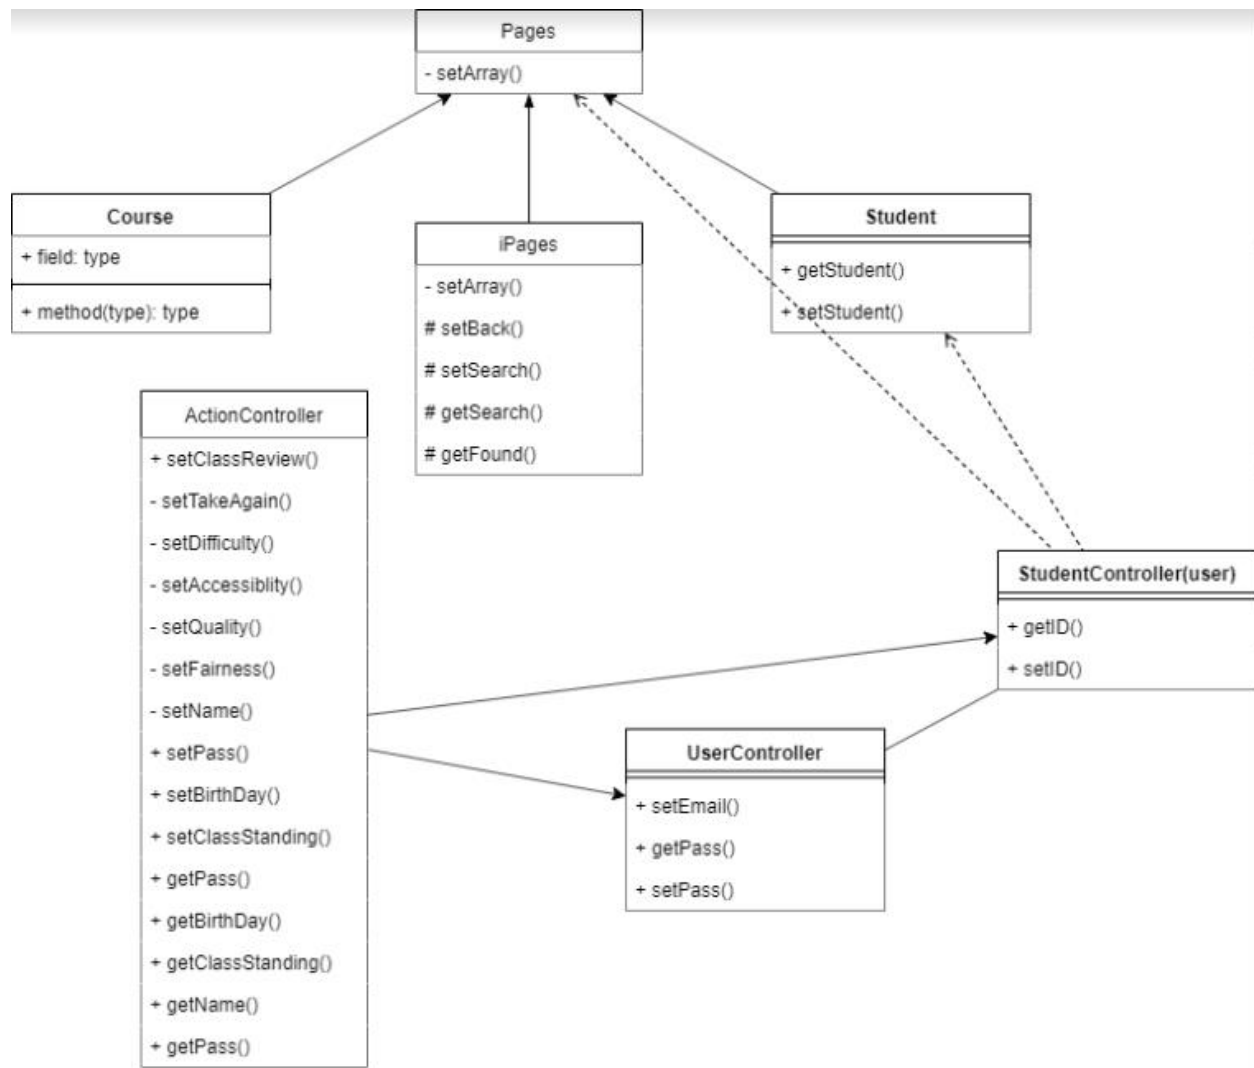 Pages
- setArray()
Course
+ field: type
+ method(type): type
iPages
- setArray()
# setBack()
# setSearch()
# getSearch()
# getFound()
Student
+ getStudent()
+ setStudent()
ActionController
+ setClassReview()
- setTakeAgain()
- setDifficulty()
- setAccessiblity()
- setQuality()
- setFairness()
- setName()
+ setPass()
+ setBirthDay()
+ setClassStanding()
+ getPass()
+ getBirthDay()
+ getClassStanding()
+ getName()
+ getPass()
StudentController(user)
+ getID()
+ setID()
UserController
+ setEmail()
+ getPass()
+ setPass()